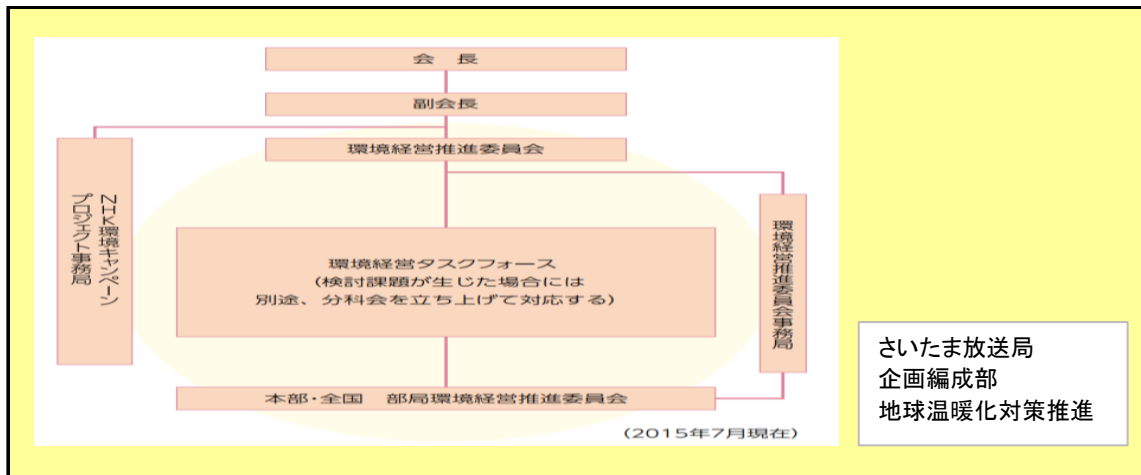 会 長
副会長
環境経営推進委員会
NHK環境キャンペーン
プロジェクト事務局
環境経営タスクフォース
(検討課題が生じた場合には
別途、分科会を立ち上げて対応する)
環境経営推進委員会事務局
本部・全国 部局環境経営推進委員会
(2015年7月現在)
さいたま放送局
企画編成部
地球温暖化対策推進